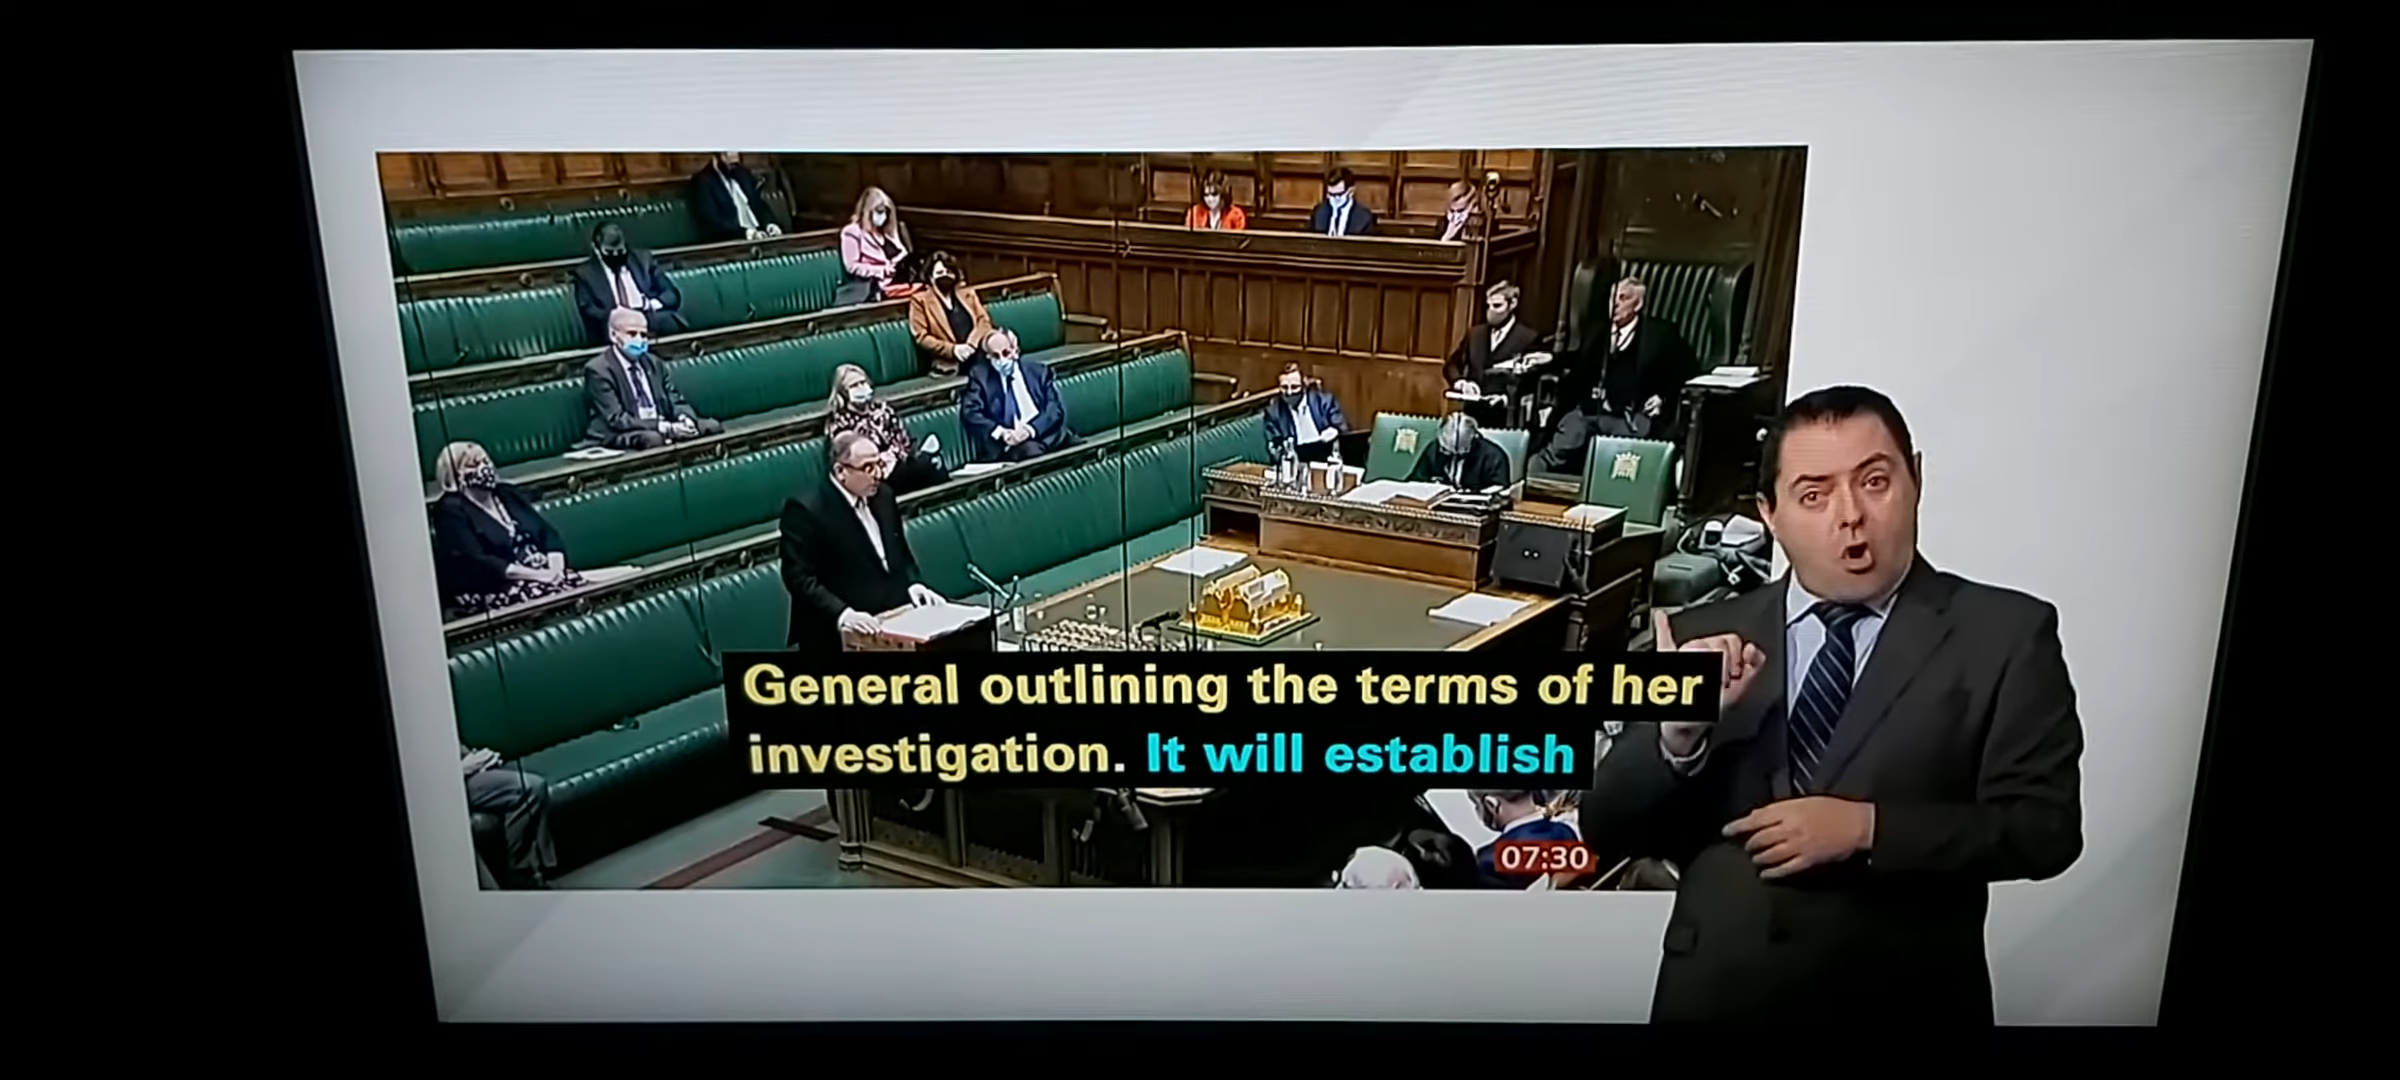 General outlining the terms of her
investigation. It will establish
07:30